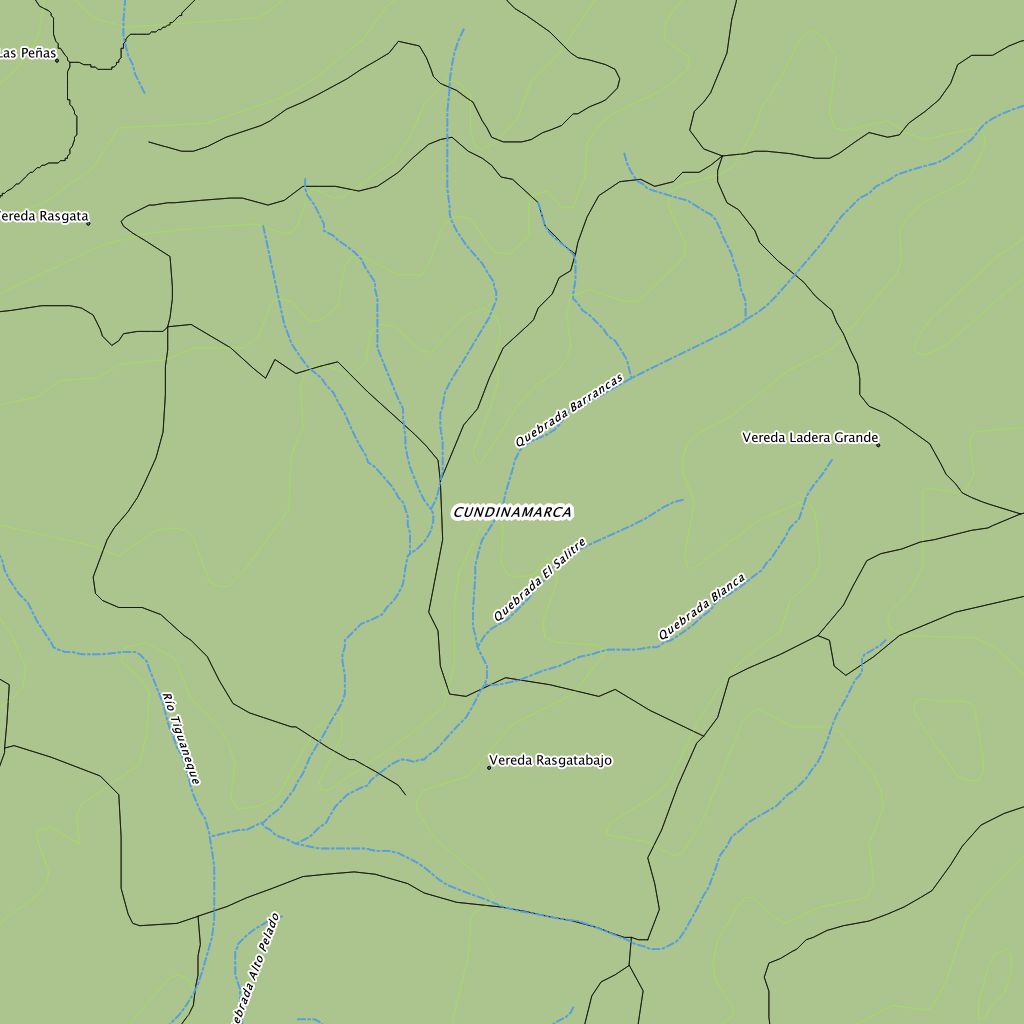 Las Peñas
Vereda Rasgata
Quebrada Barrancas
Vereda Ladera Grande
CUNDINAMARCA
Quebrada El Salitre
Quebrada Blanca
Río Tiguaneque
Vereda Rasgatabajo
ebrada Alto Pelado